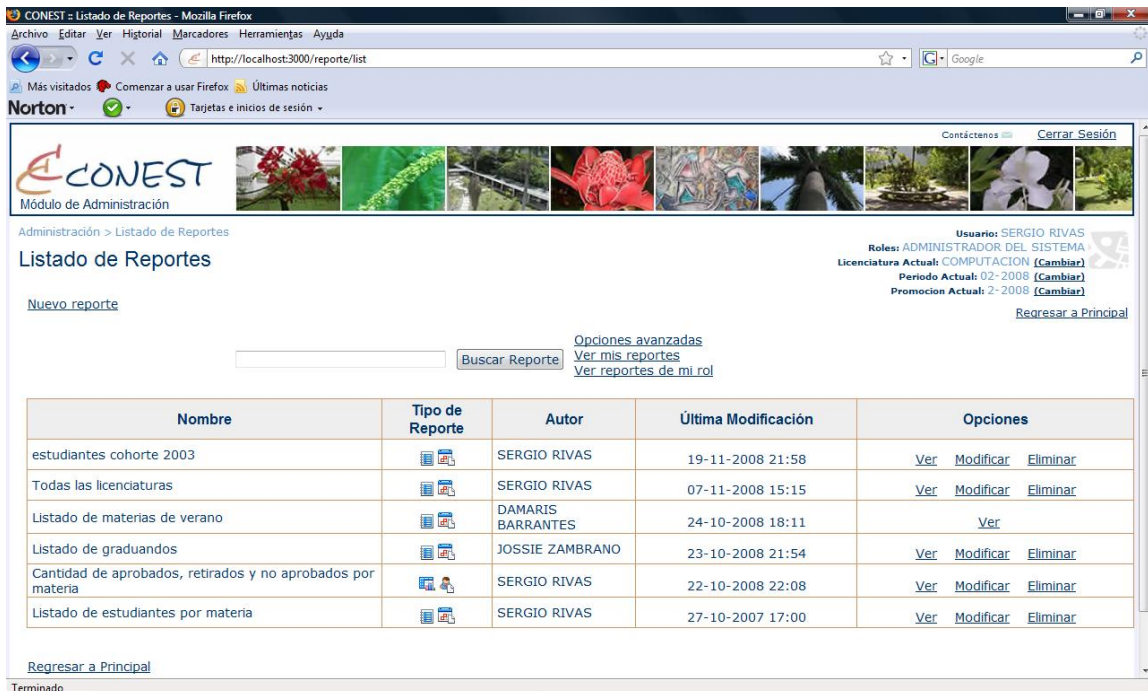 CONEST :: Listado de Reportes - Mozilla Firefox
Archivo Editar Ver Historial Marcadores Herramientas Ayuda
http://localhost:3000/reporte/list
G Google
Más visitados Comenzar a usar Firefox Últimas noticias
Norton Tarjetas e inicios de sesión
Contáctenos Cerrar Sesión
CONEST
Módulo de Administración
Administración > Listado de Reportes
Usuario: SERGIO RIVAS
Roles: ADMINISTRADOR DEL SISTEMA
Licenciatura Actual: COMPUTACION (Cambiar)
Periodo Actual: 02-2008 (Cambiar)
Promocion Actual: 2-2008 (Cambiar)
Listado de Reportes
Nuevo reporte
Regresar a Principal
Buscar Reporte
Opciones avanzadas
Ver mis reportes
Ver reportes de mi rol
Nombre Tipo de Reporte Autor Última Modificación Opciones
estudiantes cohorte 2003 SERGIO RIVAS 19-11-2008 21:58 Ver Modificar Eliminar
Todas las licenciaturas SERGIO RIVAS 07-11-2008 15:15 Ver Modificar Eliminar
Listado de materias de verano DAMARIS BARRANTES 24-10-2008 18:11 Ver
Listado de graduandos JOSSIE ZAMBRANO 23-10-2008 21:54 Ver Modificar Eliminar
Cantidad de aprobados, retirados y no aprobados por materia SERGIO RIVAS 22-10-2008 22:08 Ver Modificar Eliminar
Listado de estudiantes por materia SERGIO RIVAS 27-10-2007 17:00 Ver Modificar Eliminar
Regresar a Principal
Terminado